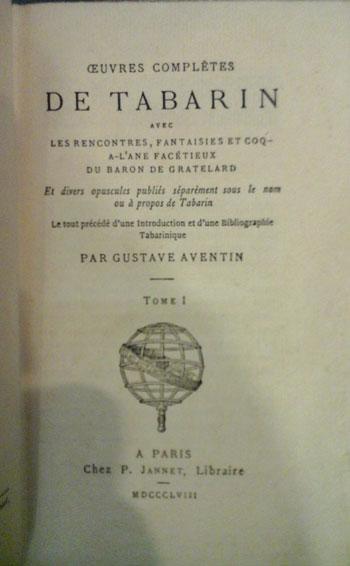 ŒUVRES COMPLÈTES
DE TABARIN
AVEC
LES RENCONTRES, FANTAISIES ET COQ-
A-L'ANE FACÉTIEUX
DU BARON DE GRATELARD
Et divers opuscules publiés séparément sous le nom
ou à propos de Tabarin
Le tout précédé d'une Introduction et d'une Bibliographie
Tabarinique
PAR GUSTAVE AVENTIN
TOME I
A PARIS
Chez P. JANNET, Libraire
MDCCCLVIII